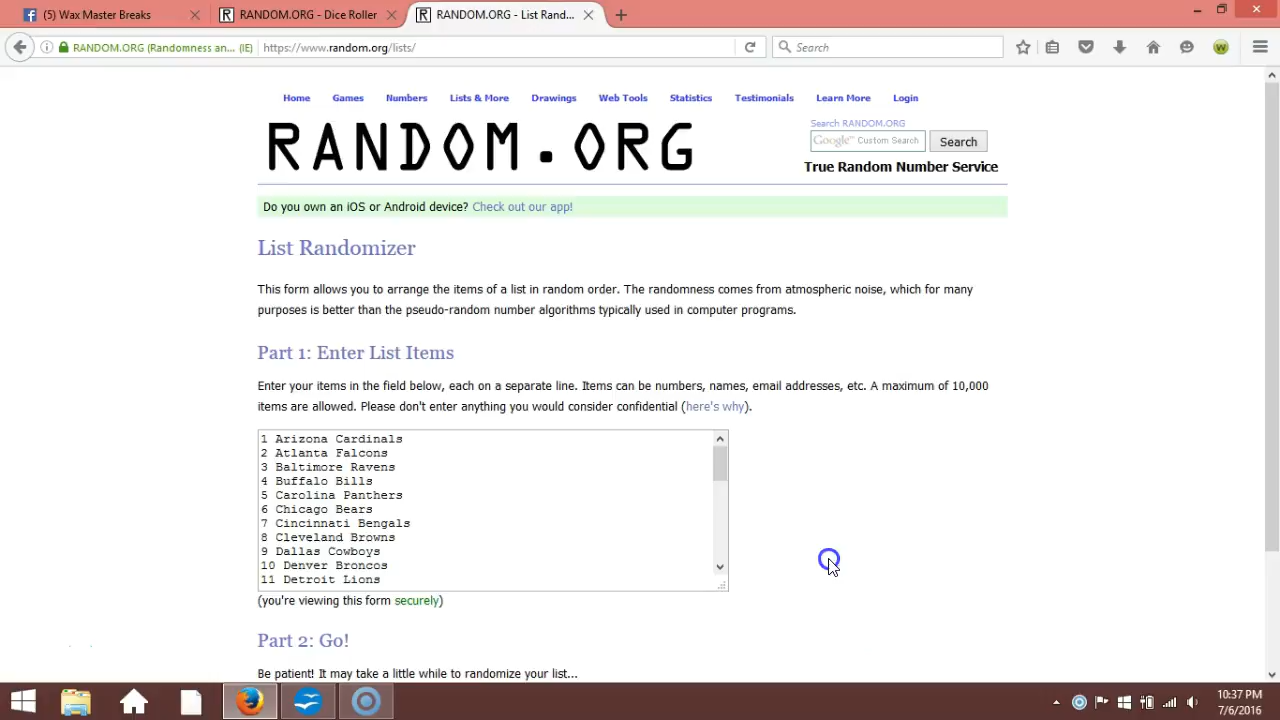 (5) Wax Master Breaks
RANDOM.ORG - Dice Roller
RANDOM.ORG - List Rand...
RANDOM.ORG (Randomness an... (IE)
https://www.random.org/lists/
Search
Home Games Numbers Lists & More Drawings Web Tools Statistics Testimonials Learn More Login
RANDOM.ORG
Search RANDOM.ORG
Google™ Custom Search
Search
True Random Number Service
Do you own an iOS or Android device? Check out our app!
List Randomizer
This form allows you to arrange the items of a list in random order. The randomness comes from atmospheric noise, which for many
purposes is better than the pseudo-random number algorithms typically used in computer programs.
Part 1: Enter List Items
Enter your items in the field below, each on a separate line. Items can be numbers, names, email addresses, etc. A maximum of 10,000
items are allowed. Please don't enter anything you would consider confidential (here's why).
1 Arizona Cardinals
2 Atlanta Falcons
3 Baltimore Ravens
4 Buffalo Bills
5 Carolina Panthers
6 Chicago Bears
7 Cincinnati Bengals
8 Cleveland Browns
9 Dallas Cowboys
10 Denver Broncos
11 Detroit Lions
(you're viewing this form securely)
Part 2: Go!
Be patient! It may take a little while to randomize your list...
10:37 PM
7/6/2016